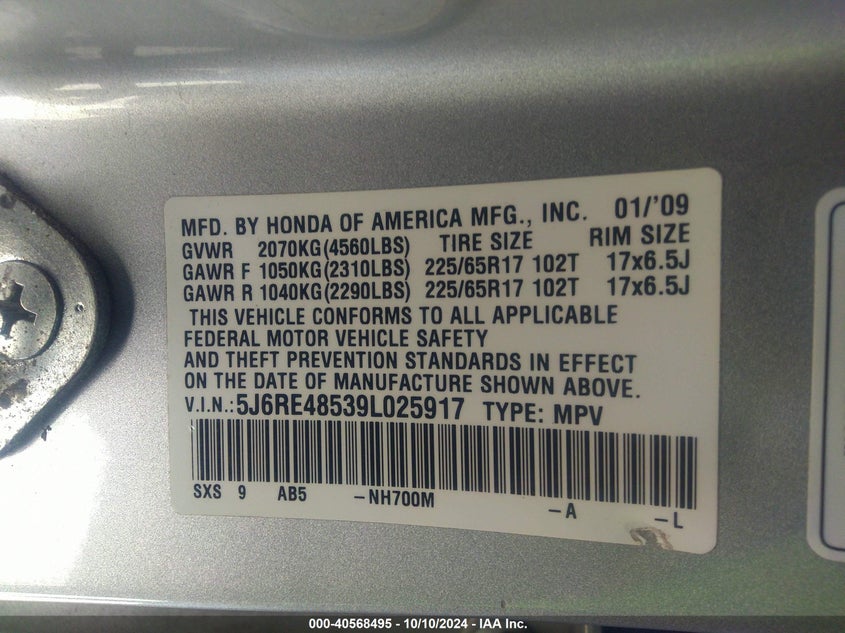 MFD. BY HONDA OF AMERICA MFG., INC. 01/'09
GVWR 2070KG(4560LBS) TIRE SIZE RIM SIZE
GAWR F 1050KG(2310LBS) 225/65R17 102T 17x6.5J
GAWR R 1040KG(2290LBS) 225/65R17 102T 17x6.5J
THIS VEHICLE CONFORMS TO ALL APPLICABLE
FEDERAL MOTOR VEHICLE SAFETY
AND THEFT PREVENTION STANDARDS IN EFFECT
ON THE DATE OF MANUFACTURE SHOWN ABOVE.
V.I.N.:5J6RE48539L025917 TYPE: MPV
SXS 9 AB5 -NH700M -A -L
000-40568495 - 10/10/2024 - IAA Inc.